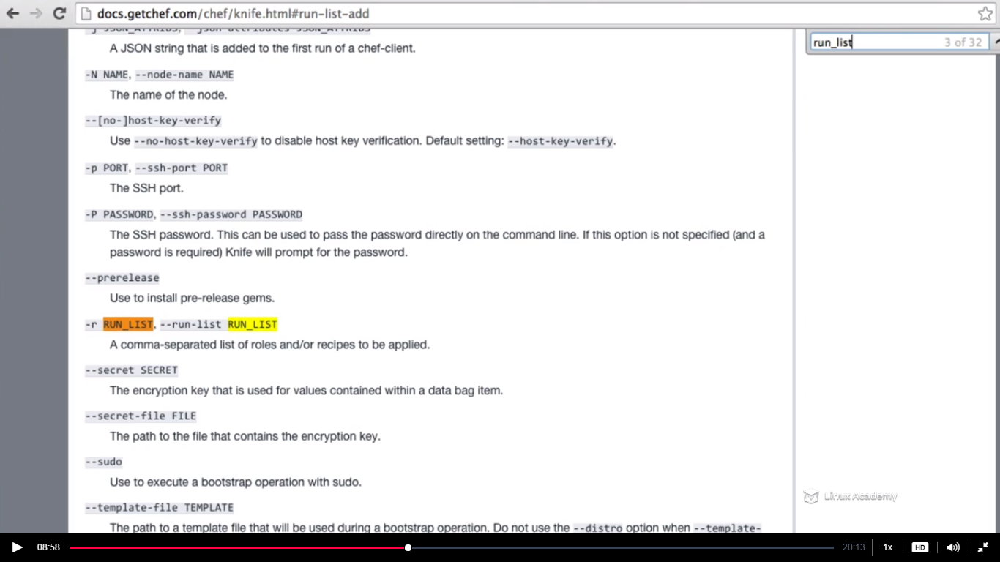 docs.getchef.com/chef/knife.html#run-list-add
run_list 3 of 32
-j JSON_ATTRIBS, --json-attributes JSON_ATTRIBS
A JSON string that is added to the first run of a chef-client.
-N NAME, --node-name NAME
The name of the node.
--[no-]host-key-verify
Use --no-host-key-verify to disable host key verification. Default setting: --host-key-verify.
-p PORT, --ssh-port PORT
The SSH port.
-P PASSWORD, --ssh-password PASSWORD
The SSH password. This can be used to pass the password directly on the command line. If this option is not specified (and a
password is required) Knife will prompt for the password.
--prerelease
Use to install pre-release gems.
-r RUN_LIST, --run-list RUN_LIST
A comma-separated list of roles and/or recipes to be applied.
--secret SECRET
The encryption key that is used for values contained within a data bag item.
--secret-file FILE
The path to the file that contains the encryption key.
--sudo
Use to execute a bootstrap operation with sudo.
Linux Academy
--template-file TEMPLATE
The path to a template file that will be used during a bootstrap operation. Do not use the --distro option when --template-
08:58 20:13 1x HD